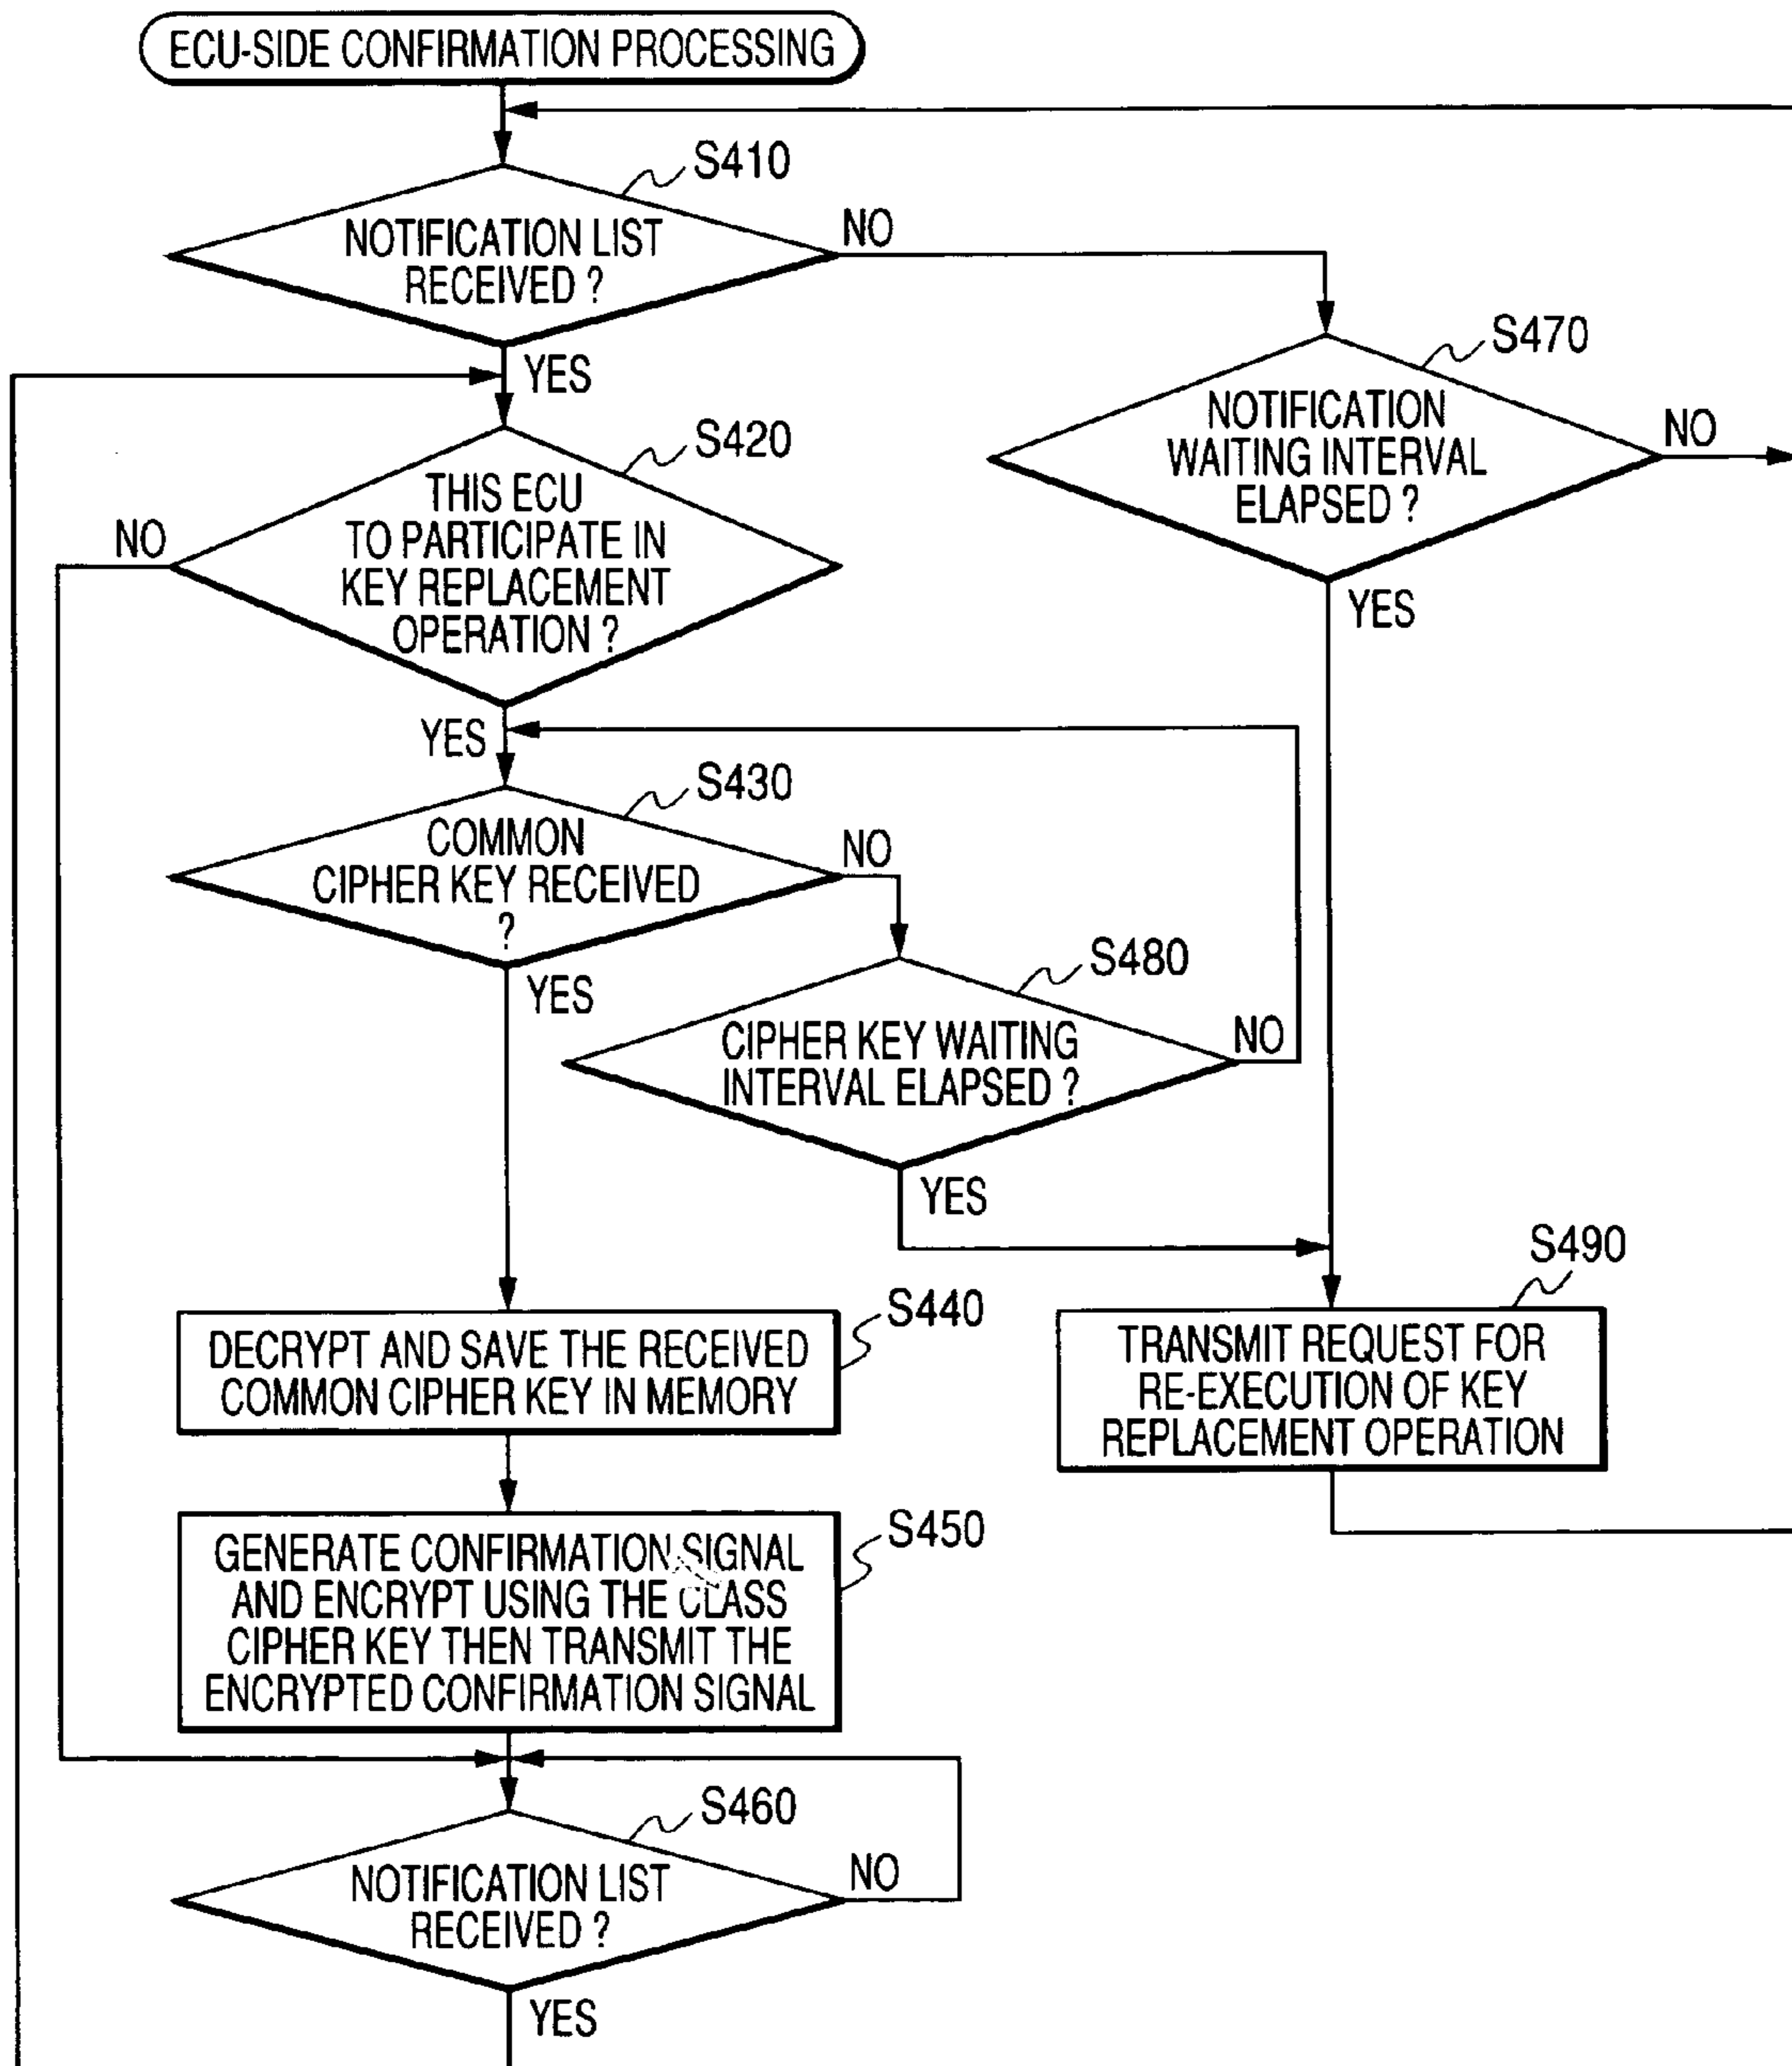 ECU-SIDE CONFIRMATION PROCESSING
S410
NOTIFICATION LIST
RECEIVED ?
NO
YES
S470
NOTIFICATION
WAITING INTERVAL
ELAPSED ?
NO
YES
S420
THIS ECU
TO PARTICIPATE IN
KEY REPLACEMENT
OPERATION ?
NO
YES
S430
COMMON
CIPHER KEY RECEIVED
?
NO
YES
S480
CIPHER KEY WAITING
INTERVAL ELAPSED ?
NO
YES
S490
TRANSMIT REQUEST FOR
RE-EXECUTION OF KEY
REPLACEMENT OPERATION
S440
DECRYPT AND SAVE THE RECEIVED
COMMON CIPHER KEY IN MEMORY
S450
GENERATE CONFIRMATION SIGNAL
AND ENCRYPT USING THE CLASS
CIPHER KEY THEN TRANSMIT THE
ENCRYPTED CONFIRMATION SIGNAL
S460
NOTIFICATION LIST
RECEIVED ?
NO
YES